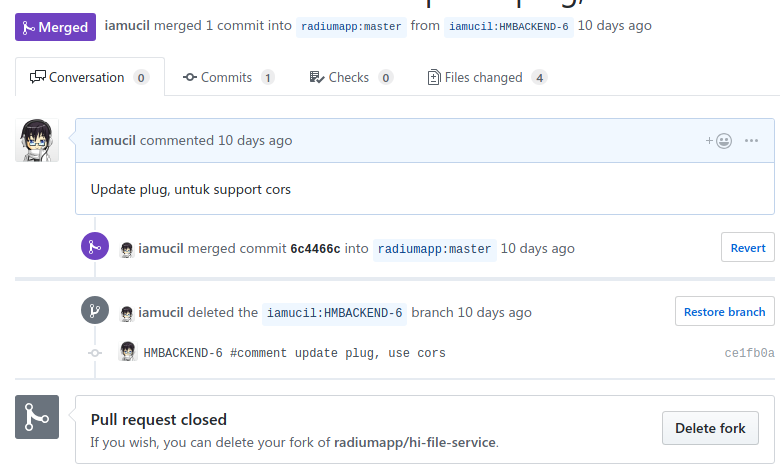 plug,
Merged iamucil merged 1 commit into radiumapp:master from iamucil:HMBACKEND-6 10 days ago
Conversation 0 Commits 1 Checks 0 Files changed 4
iamucil commented 10 days ago
Update plug, untuk support cors
iamucil merged commit 6c4466c into radiumapp:master 10 days ago Revert
iamucil deleted the iamucil:HMBACKEND-6 branch 10 days ago Restore branch
HMBACKEND-6 #comment update plug, use cors ce1fb0a
Pull request closed
If you wish, you can delete your fork of radiumapp/hi-file-service. Delete fork